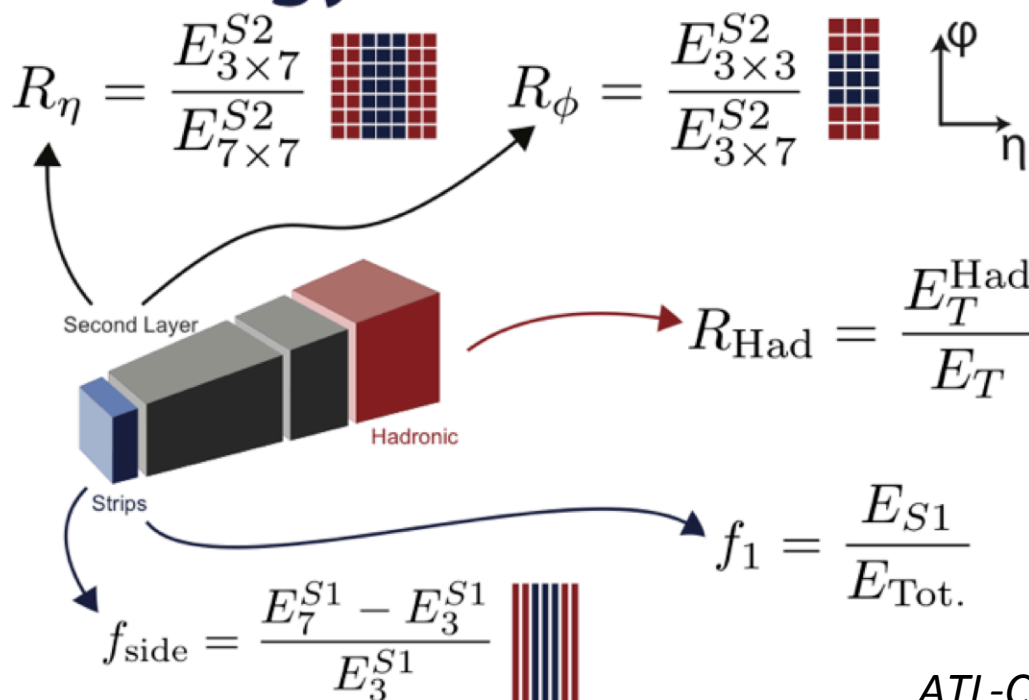 R_η = E^{S2}_{3×7} / E^{S2}_{7×7}
R_ϕ = E^{S2}_{3×3} / E^{S2}_{3×7}
φ
η
Second Layer
R_Had = E_T^{Had} / E_T
Hadronic
Strips
f_1 = E_{S1} / E_{Tot.}
f_side = E^{S1}_7 − E^{S1}_3 / E^{S1}_3